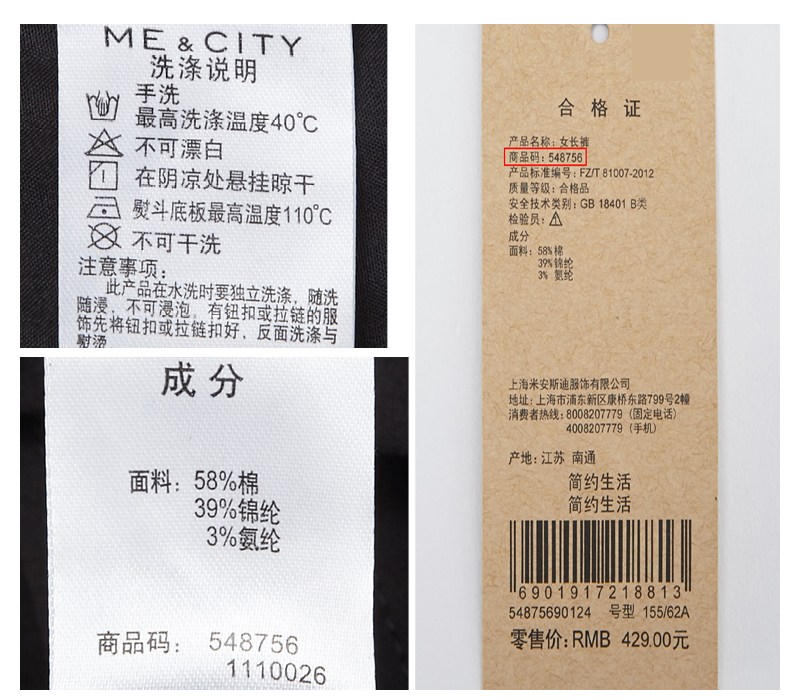 ME & CITY
洗涤说明
手洗
最高洗涤温度40℃
不可漂白
在阴凉处悬挂晾干
熨斗底板最高温度110℃
不可干洗
注意事项：
此产品在水洗时要独立洗涤，随洗
随浸，不可浸泡，有钮扣或拉链的服
饰先将钮扣或拉链扣好，反面洗涤与
熨烫
成分
面料：58%棉
39%锦纶
3%氨纶
商品码： 548756
1110026
合格证
产品名称：女长裤
商品码：548756
产品标准编号：FZ/T 81007-2012
质量等级：合格品
安全技术类别：GB 18401 B类
检验员：
成分
面料：58%棉
39%锦纶
3% 氨纶
上海米安斯迪服饰有限公司
地址：上海市浦东新区康桥东路799号2幢
消费者热线：8008207779（固定电话）
4008207779（手机）
产地：江苏 南通
简约生活
简约生活
6901917218813
54875690124 号型 155/62A
零售价：RMB 429.00元